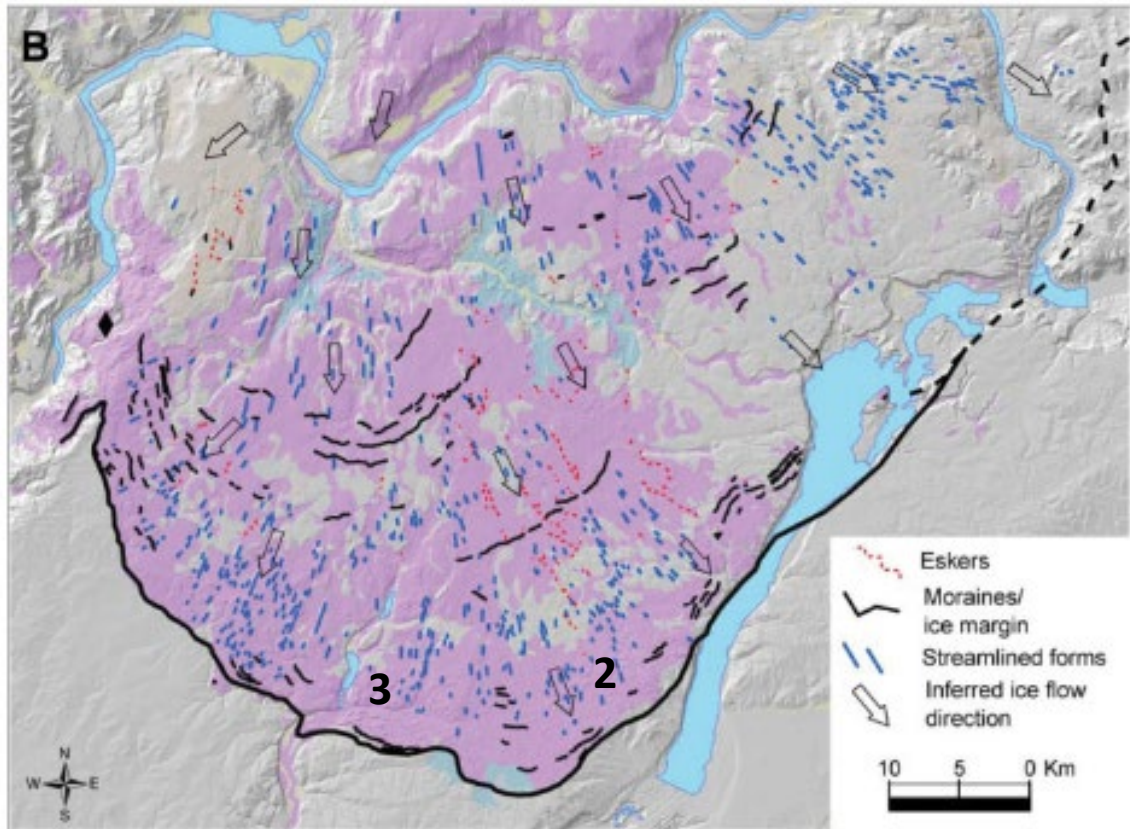 B
2
3
Eskers
Moraines/
ice margin
Streamlined forms
Inferred ice flow
direction
N
W E
S
10 5 0 Km